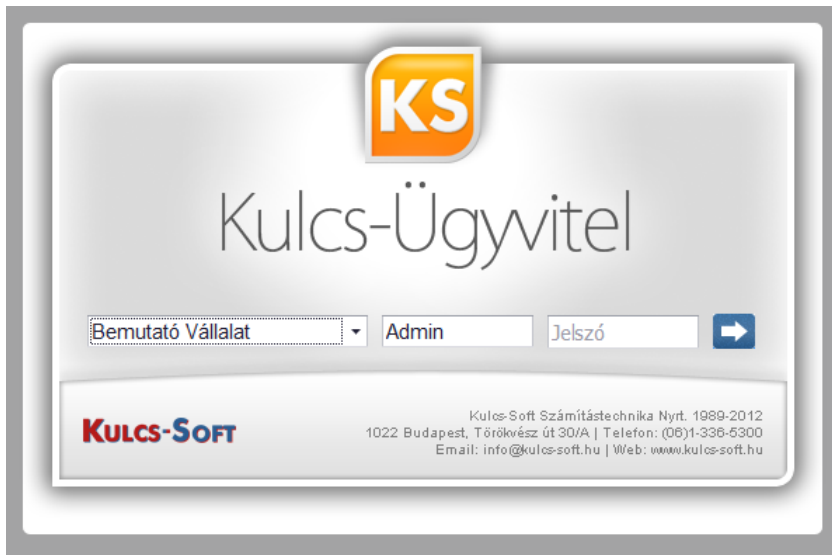 KS
Kulcs-Ügyvitel
Bemutató Vállalat Admin Jelszó
KULCS-SOFT
Kulcs-Soft Számítástechnika Nyrt. 1989-2012
1022 Budapest, Törökvész út 30/A | Telefon: (06)1-336-5300
Email: info@kulcs-soft.hu | Web: www.kulcs-soft.hu